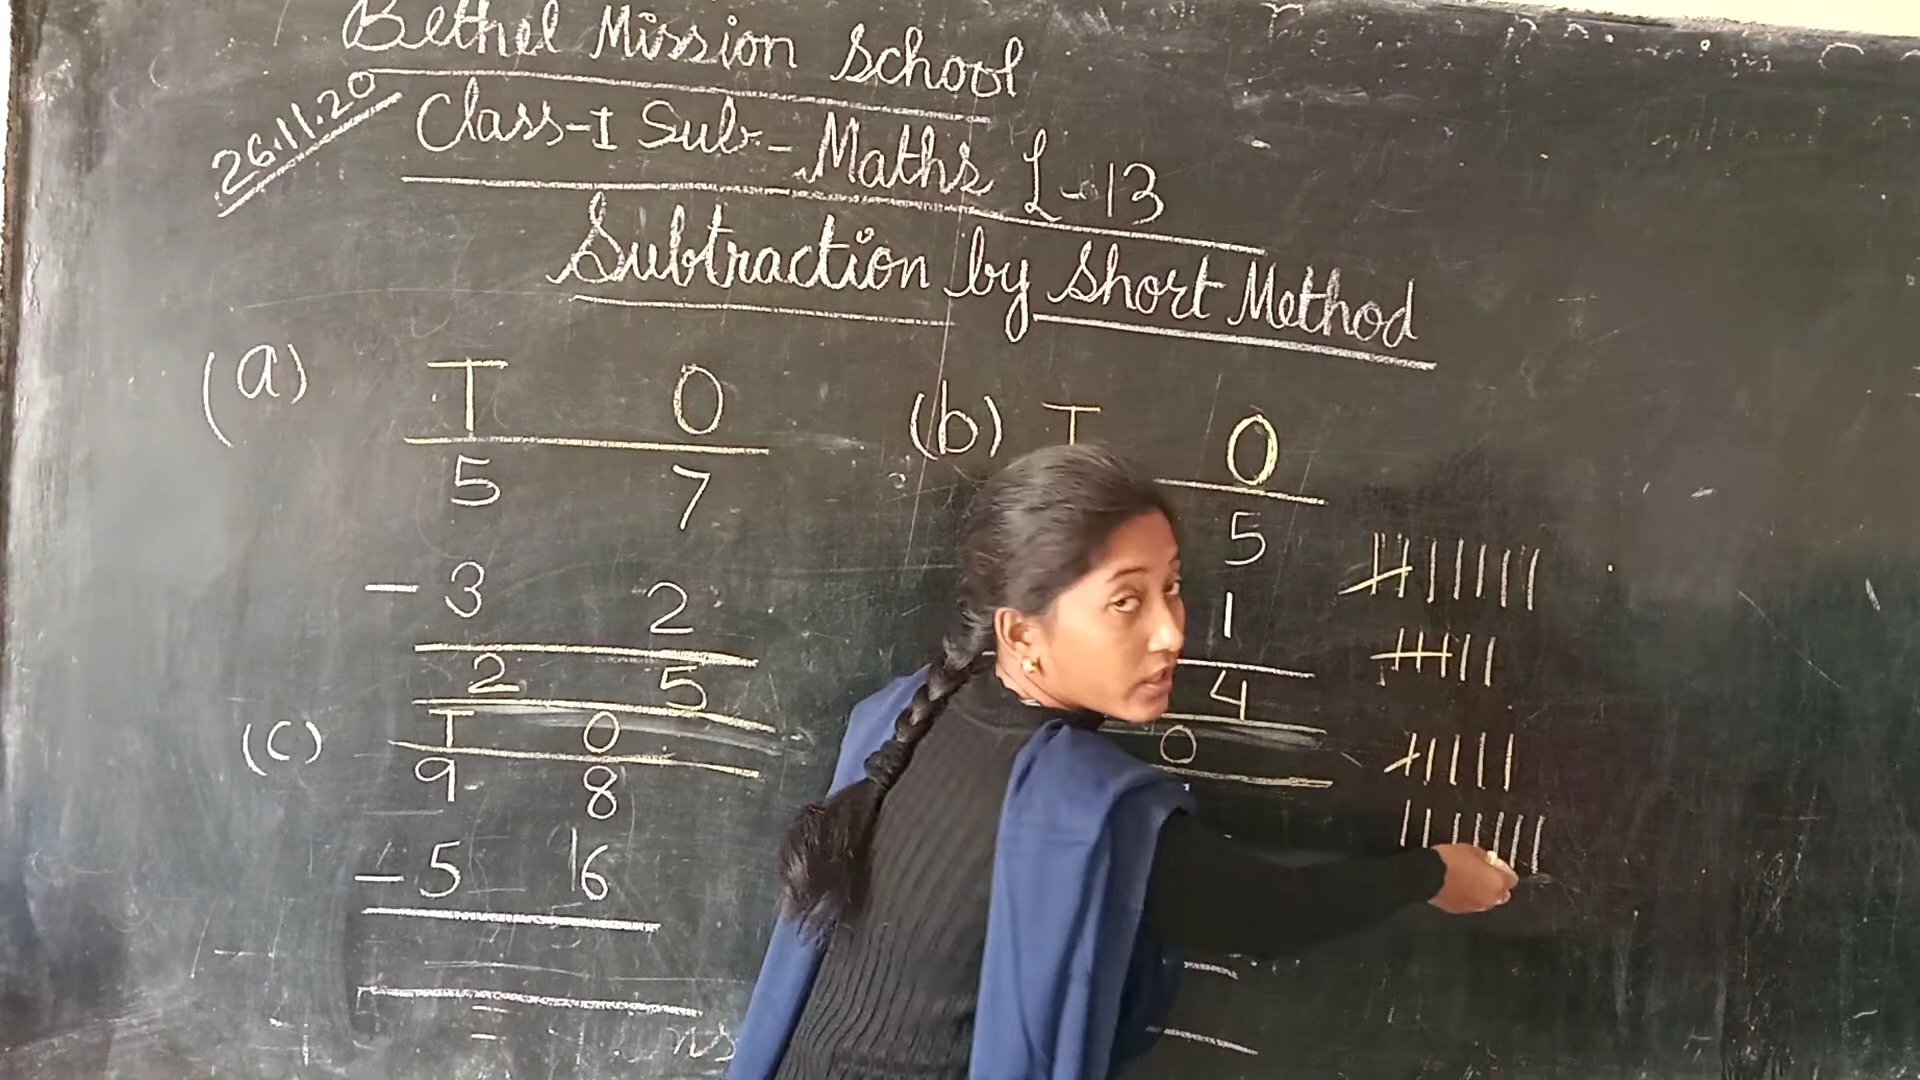 Bethel Mission School
26.11.20
Class-I Sub.- Maths L-13
Subtraction by Short Method
(a) T O
5 7
- 3 2
2 5
(b) T O
5
1
4
(c) T O
9 8
- 5 6
O